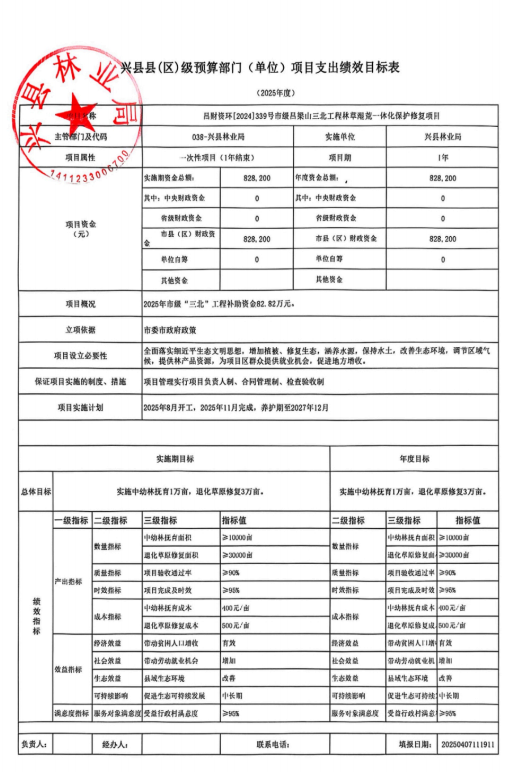 兴县县(区)级预算部门(单位)项目支出绩效目标表
(2025年度)
兴县林业局
1411233006700
名称 吕财资环[2024]339号市级吕梁山三北工程林草湿荒一体化保护修复项目
主管部门及代码 038-兴县林业局 实施单位 兴县林业局
项目属性 一次性项目(1年结束) 项目期 1年
项目资金
(元)
实施期资金总额: 828,200 年度资金总额: 828,200
其中: 中央财政资金 0 其中: 中央财政资金 0
省级财政资金 0 省级财政资金 0
市县(区)财政资金 828,200 市县(区)财政资金 828,200
单位自筹 0 单位自筹 0
其他资金 其他资金
项目概况 2025年市级“三北”工程补助资金82.82万元。
立项依据 市委市政府政策
项目设立必要性 全面落实细近平生态文明思想,增加植被、修复生态,涵养水源,保持水土,改善生态环境,调节区域气
候,提供林产品资源,为项目区群众提供就业机会,促进地方增收。
保证项目实施的制度、措施 项目管理实行项目负责人制、合同管理制、检查验收制
项目实施计划 2025年8月开工,2025年11月完成,养护期至2027年12月
实施期目标 年度目标
总体目标 实施中幼林抚育1万亩,退化草原修复3万亩。 实施中幼林抚育1万亩,退化草原修复3万亩。
绩效指标
一级指标 二级指标 三级指标 指标值 二级指标 三级指标 指标值
产出指标
数量指标 中幼林抚育面积 ≥10000亩 数量指标 中幼林抚育面积 ≥10000亩
退化草原修复面积 ≥30000亩 退化草原修复面 ≥30000亩
质量指标 项目验收通过率 ≥90% 质量指标 项目验收通过率 ≥90%
时效指标 项目完成及时效 ≥95% 时效指标 项目完成及时效 ≥95%
成本指标 中幼林抚育成本 400元/亩 成本指标 中幼林抚育成本 400元/亩
退化草原修复成本 500元/亩 退化草原修复成 500元/亩
效益指标
经济效益 带动贫困人口增收 有效 经济效益 带动贫困人口增 有效
社会效益 带动劳动就业机会 增加 社会效益 带动劳动就业机 增加
生态效益 县域生态环境 改善 生态效益 县域生态环境 改善
可持续影响 促进生态可持续发展 中长期 可持续影响 促进生态可持续 中长期
满意度指标 服务对象满意度 受益行政村满意度 ≥95% 服务对象满意度 受益行政村满意 ≥95%
负责人: 经办人: 联系电话: 填报日期: 20250407111911